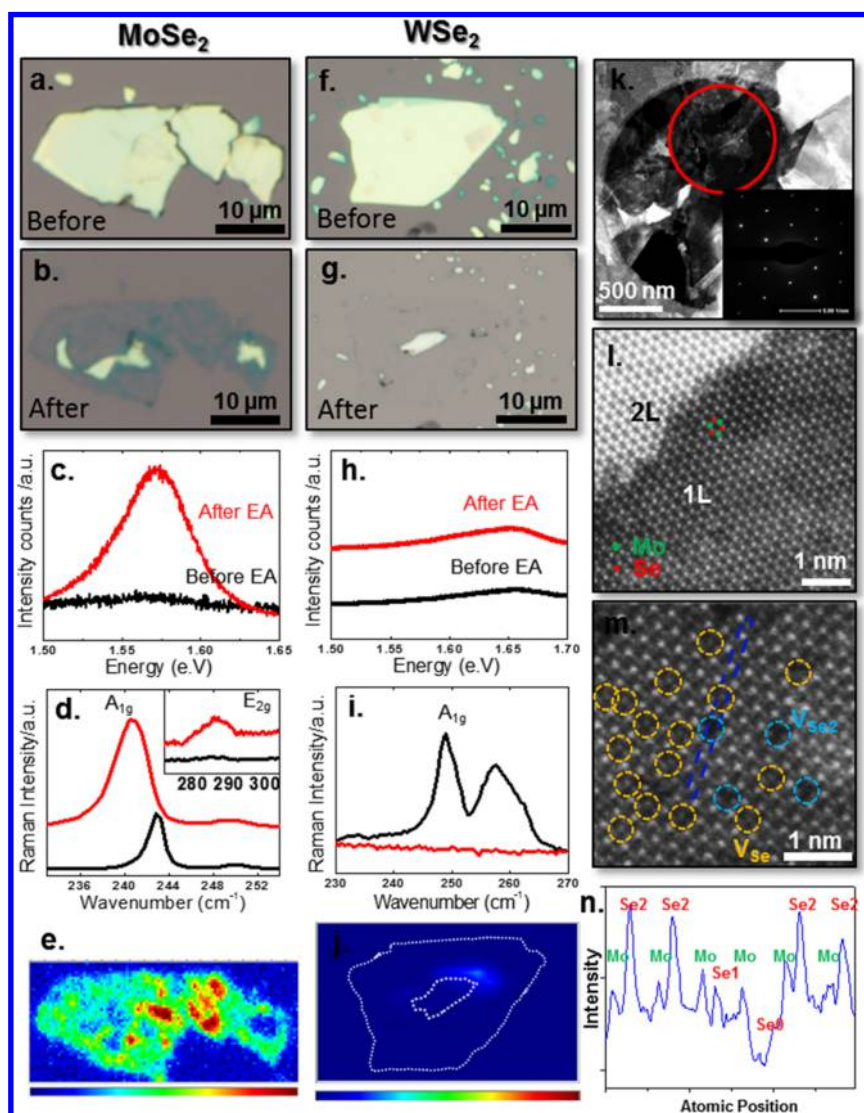 MoSe2
WSe2
a.
Before
10 µm
f.
Before
10 µm
k.
500 nm
b.
After
10 µm
g.
After
10 µm
l.
2L
1L
Mo
Se
1 nm
c.
After EA
Before EA
Intensity counts /a.u.
1.50 1.55 1.60 1.65
Energy (e.V)
h.
After EA
Before EA
Intensity counts/a.u.
1.50 1.55 1.60 1.65 1.70
Energy (e.V)
m.
VSe2
VSe
1 nm
d.
A1g
E2g
280 290 300
Raman Intensity/a.u.
236 240 244 248 252
Wavenumber (cm-1)
i.
A1g
Raman Intensity/a.u.
230 240 250 260 270
Wavenumber (cm-1)
n.
Se2 Se2 Se2 Se2
Mo Mo Mo Mo Mo Mo
Se1
Se0
Intensity
Atomic Position
e.
j.